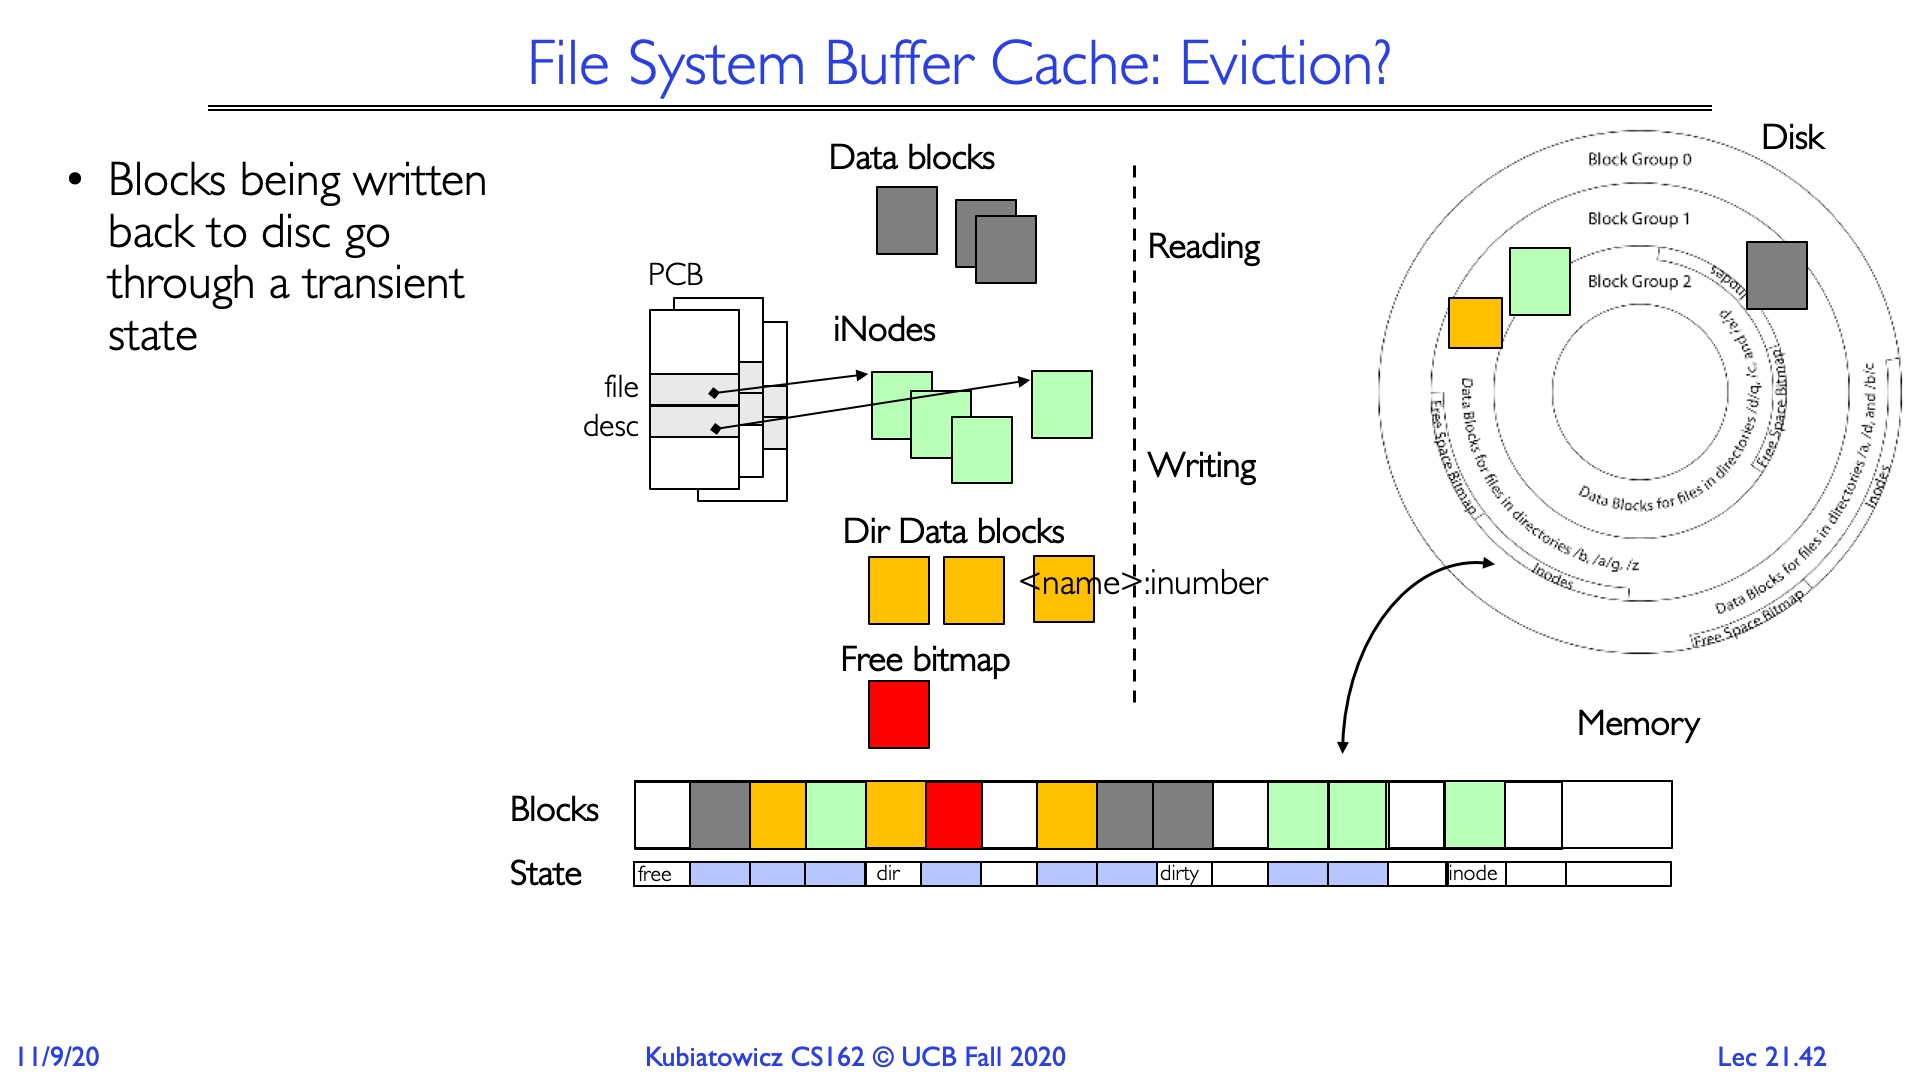 File System Buffer Cache: Eviction?
• Blocks being written
back to disc go
through a transient
state
Data blocks
PCB
iNodes
file
desc
Dir Data blocks
<name>:inumber
Free bitmap
Reading
Writing
Disk
Block Group 0
Block Group 1
Block Group 2
Inodes
Free Space Bitmap
Data Blocks for files in directories /d/q, /c, and /a/p
Free Space Bitmap
Data Blocks for files in directories /b, /a/g, /z
Inodes
Data Blocks for files in directories /a, /d, and /b/c
Inodes
Free Space Bitmap
Memory
Blocks
State
free
dir
dirty
inode
11/9/20
Kubiatowicz CS162 © UCB Fall 2020
Lec 21.42